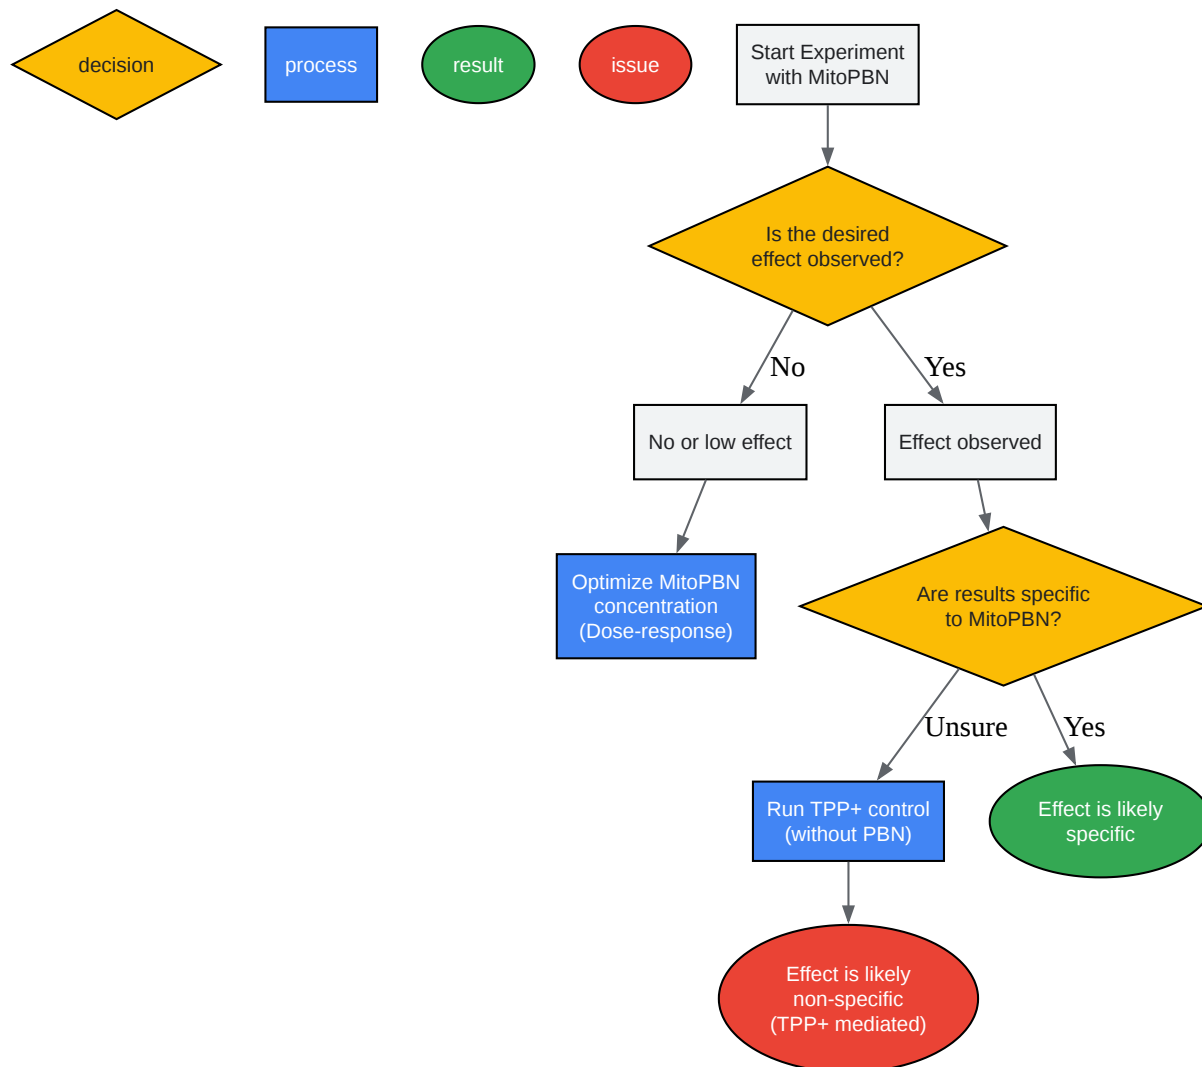 decision
process
result
issue
Start Experiment
with MitoPBN
Is the desired
effect observed?
No
Yes
No or low effect
Effect observed
Optimize MitoPBN
concentration
(Dose-response)
Are results specific
to MitoPBN?
Unsure
Yes
Run TPP+ control
(without PBN)
Effect is likely
specific
Effect is likely
non-specific
(TPP+ mediated)